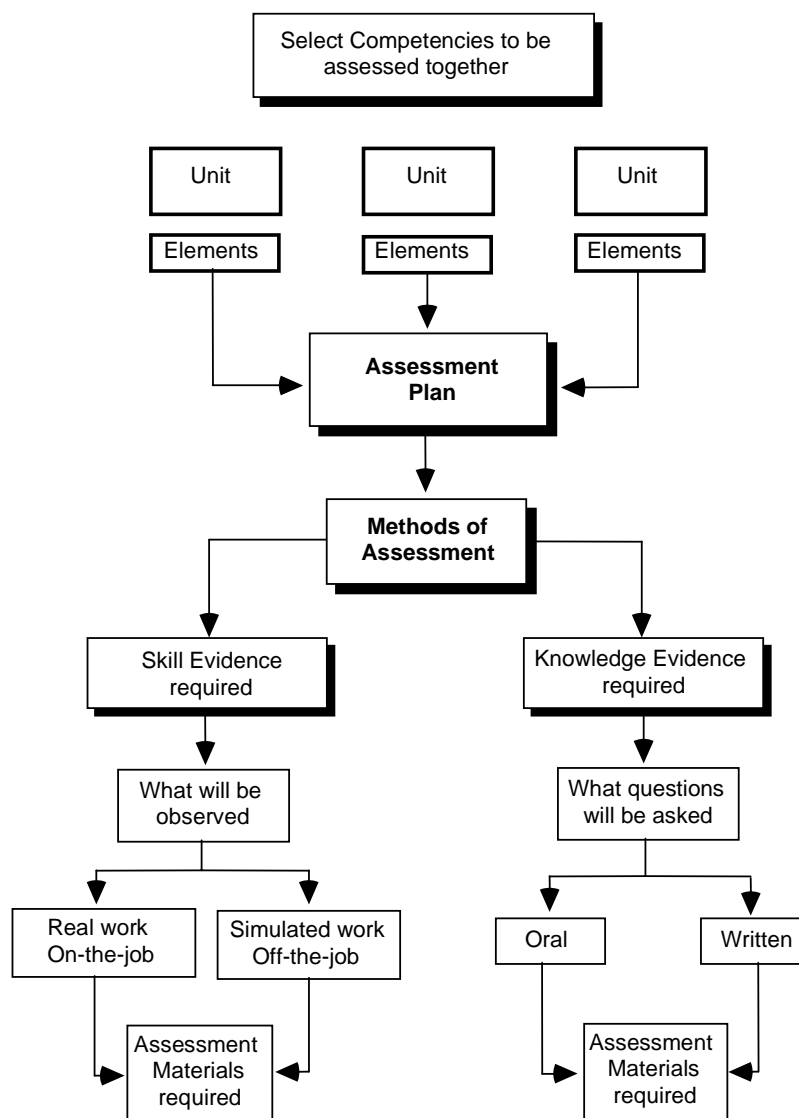 Select Competencies to be
assessed together
Unit
Unit
Unit
Elements
Elements
Elements
Assessment
Plan
Methods of
Assessment
Skill Evidence
required
Knowledge Evidence
required
What will be
observed
What questions
will be asked
Real work
On-the-job
Simulated work
Off-the-job
Oral
Written
Assessment
Materials
required
Assessment
Materials
required